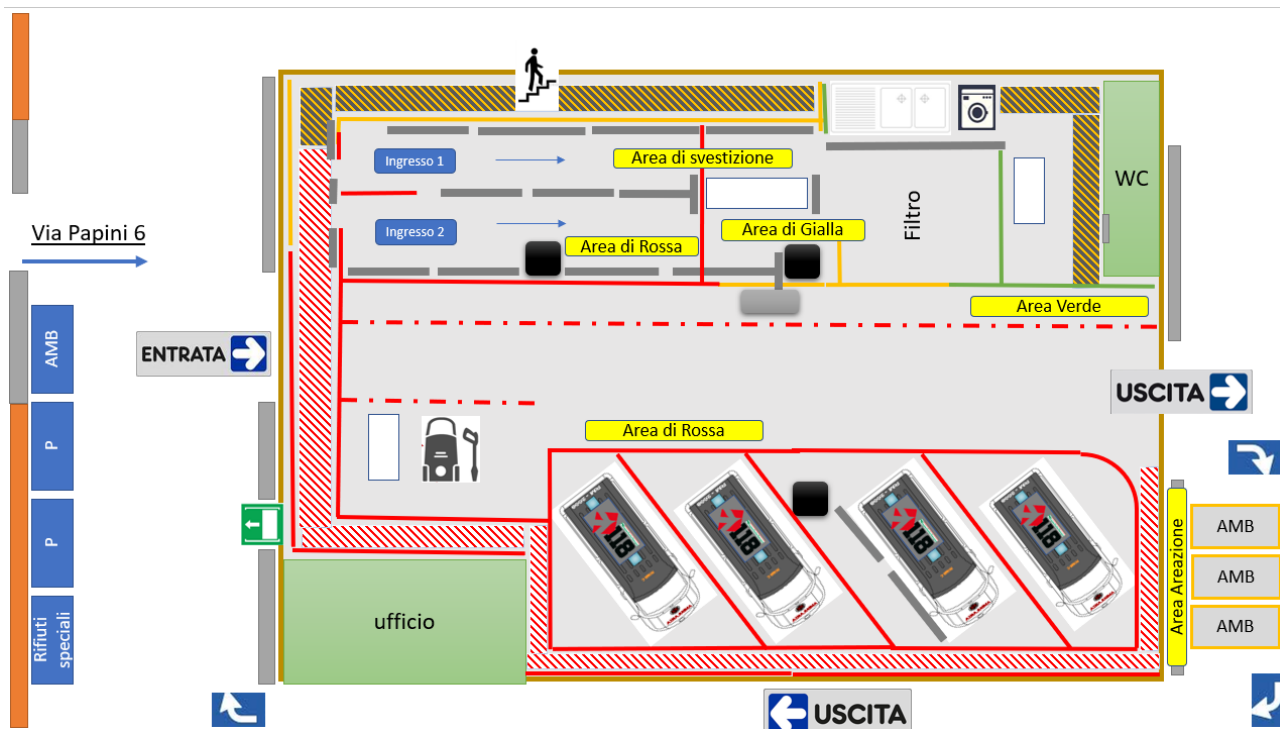 Ingresso 1
Area di svestizione
WC
Via Papini 6
Ingresso 2
Area di Rossa
Area di Gialla
Filtro
Area Verde
AMB
ENTRATA
USCITA
P
Area di Rossa
P
118
118
118
118
Area Areazione
AMB
AMB
AMB
Rifiuti
speciali
ufficio
USCITA